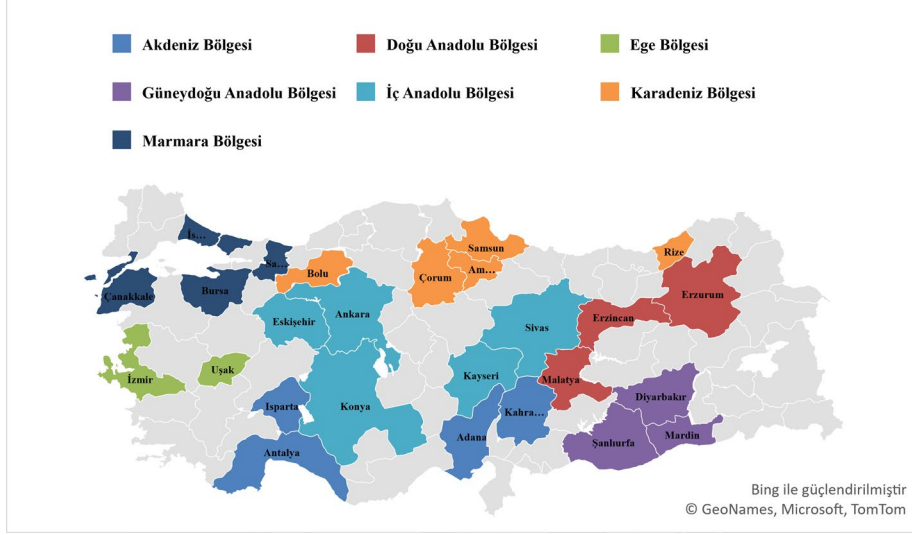 Akdeniz Bölgesi
Doğu Anadolu Bölgesi
Ege Bölgesi
Güneydoğu Anadolu Bölgesi
İç Anadolu Bölgesi
Karadeniz Bölgesi
Marmara Bölgesi
İs...
Sa...
Samsun
Rize
Bolu
Çorum
Am...
Çanakkale
Bursa
Erzurum
Eskişehir
Ankara
Sivas
Erzincan
İzmir
Uşak
Kayseri
Malatya
Isparta
Konya
Kahra...
Diyarbakır
Antalya
Adana
Şanlıurfa
Mardin
Bing ile güçlendirilmiştir
© GeoNames, Microsoft, TomTom